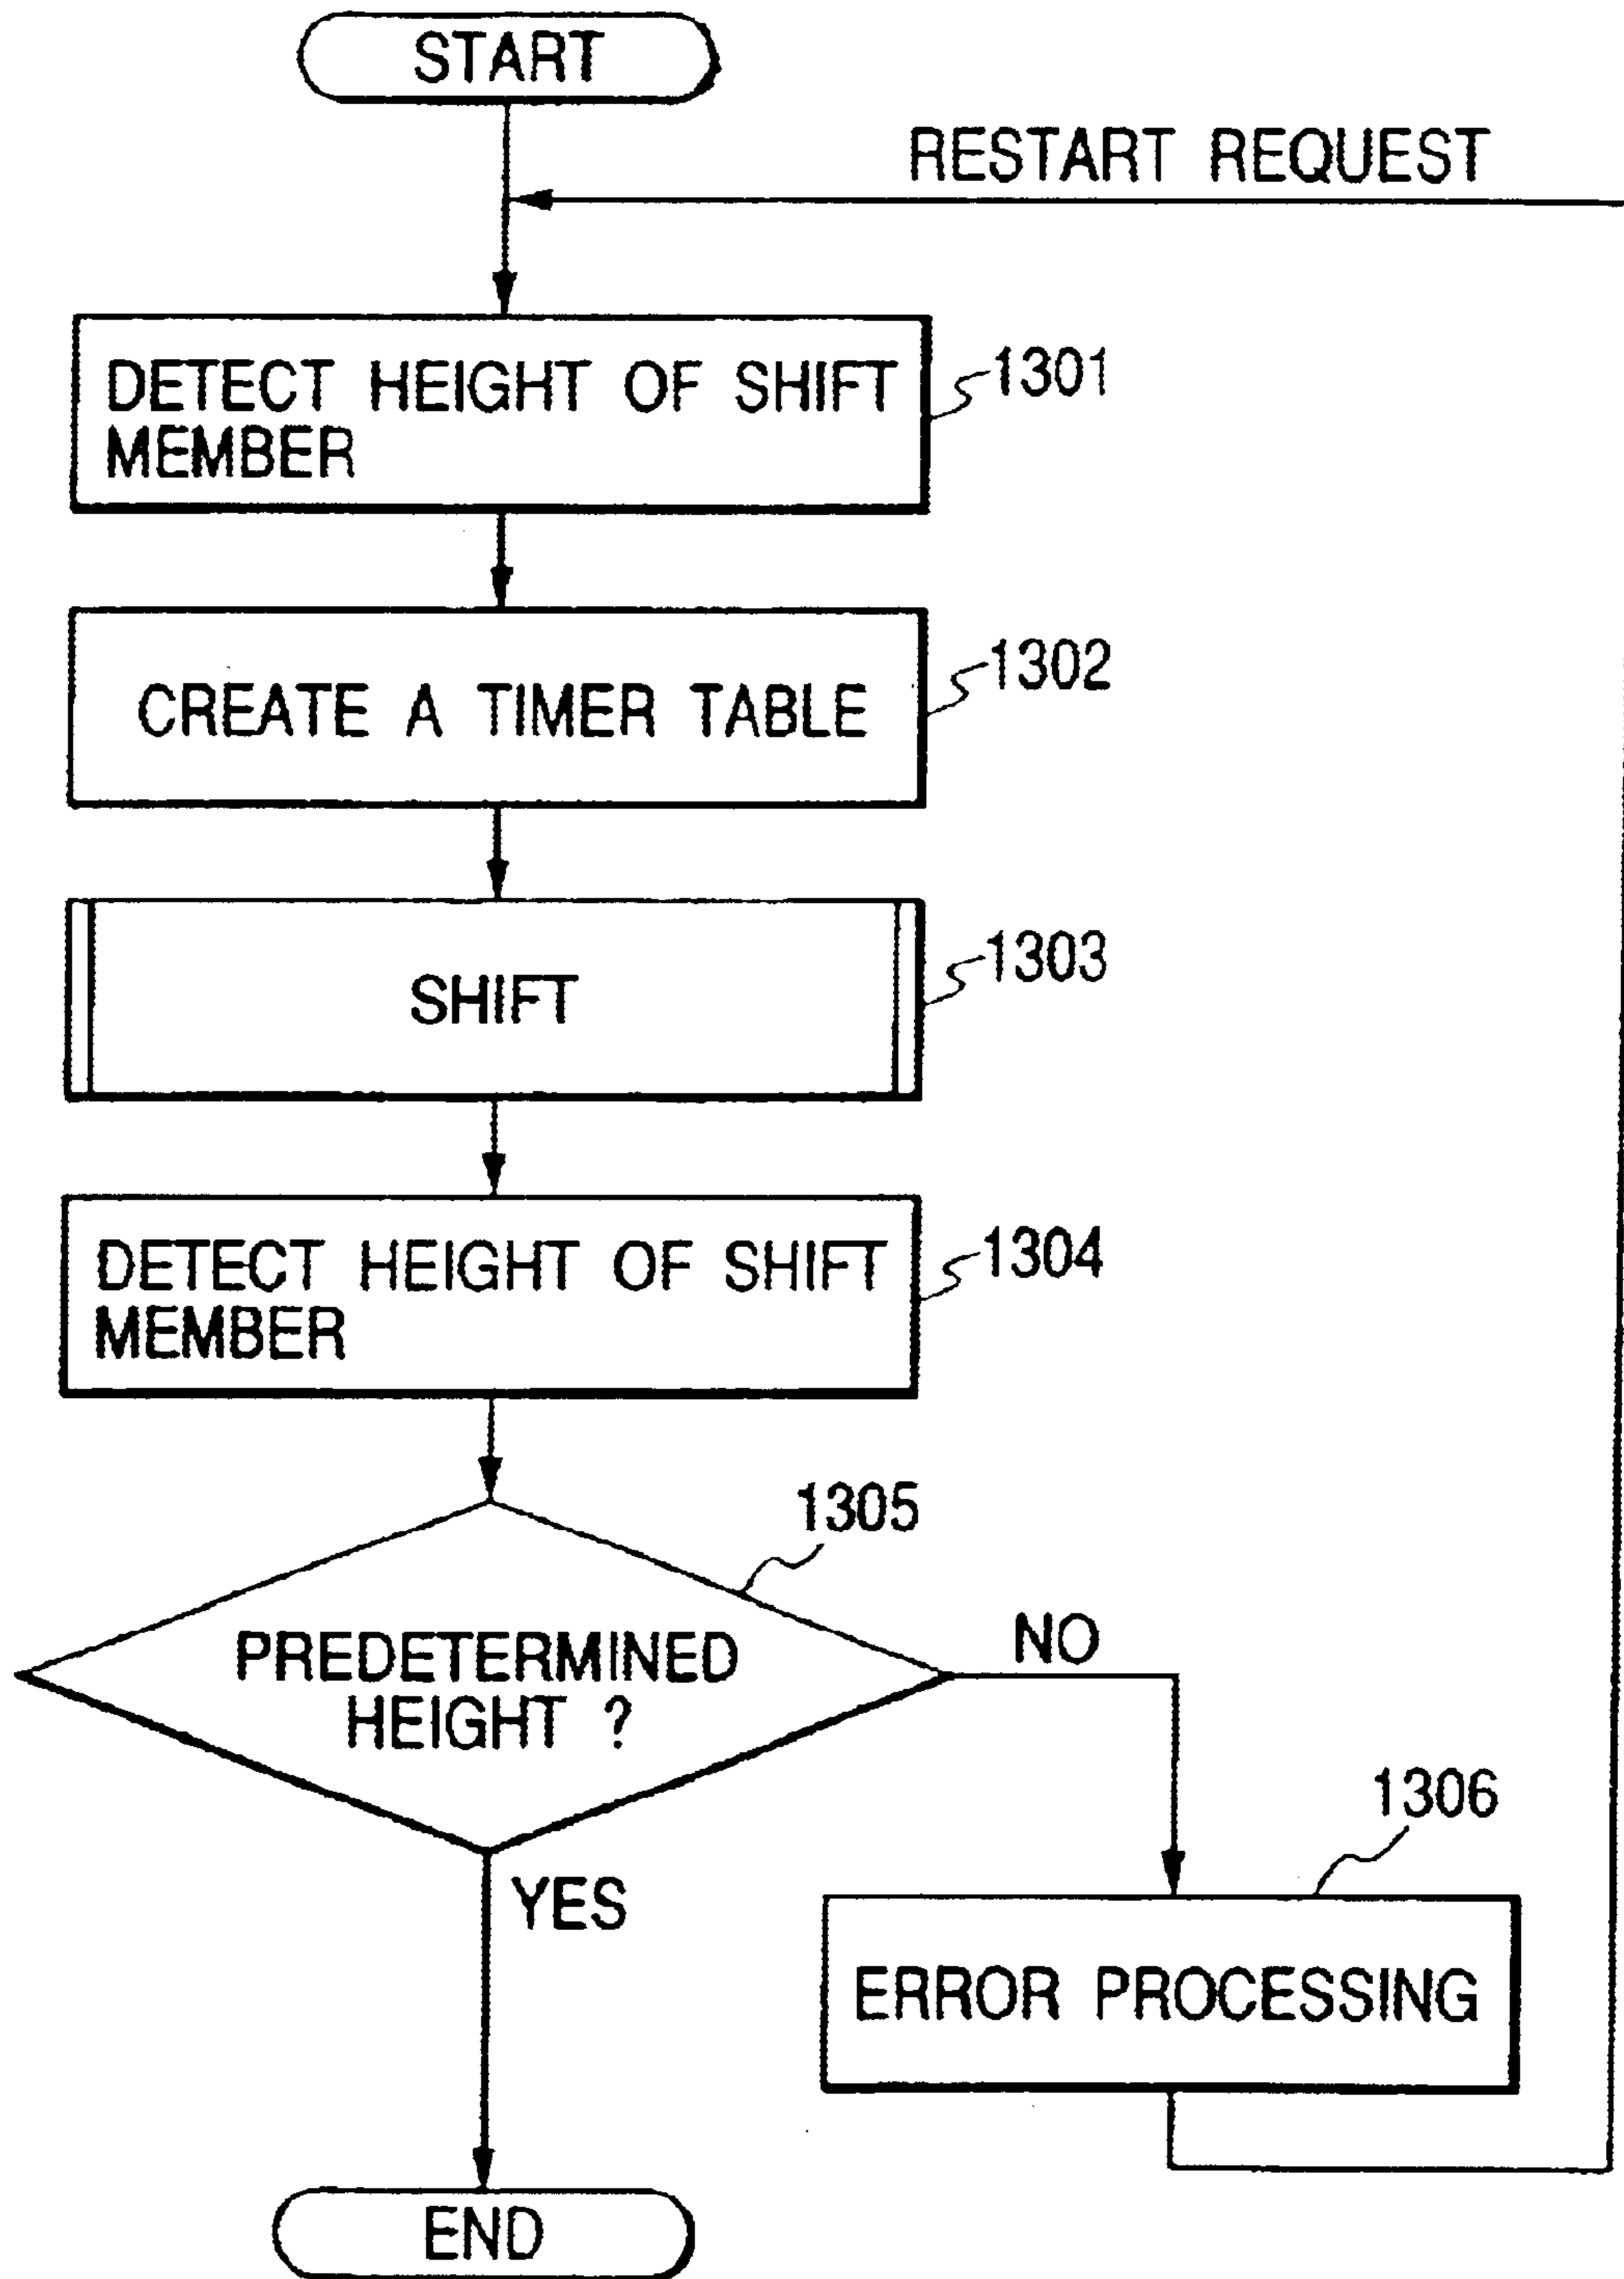 START
RESTART REQUEST
DETECT HEIGHT OF SHIFT
MEMBER
1301
CREATE A TIMER TABLE
1302
SHIFT
1303
DETECT HEIGHT OF SHIFT
MEMBER
1304
1305
PREDETERMINED
HEIGHT ?
NO
YES
1306
ERROR PROCESSING
END